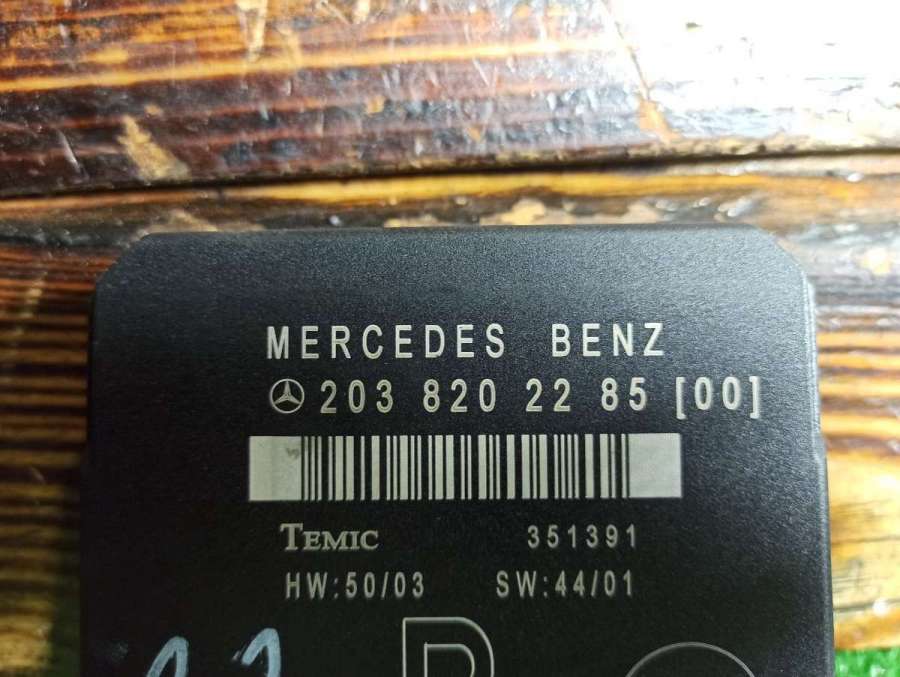 MERCEDES BENZ
203 820 22 85 [00]
TEMIC 351391
HW:50/03 SW:44/01